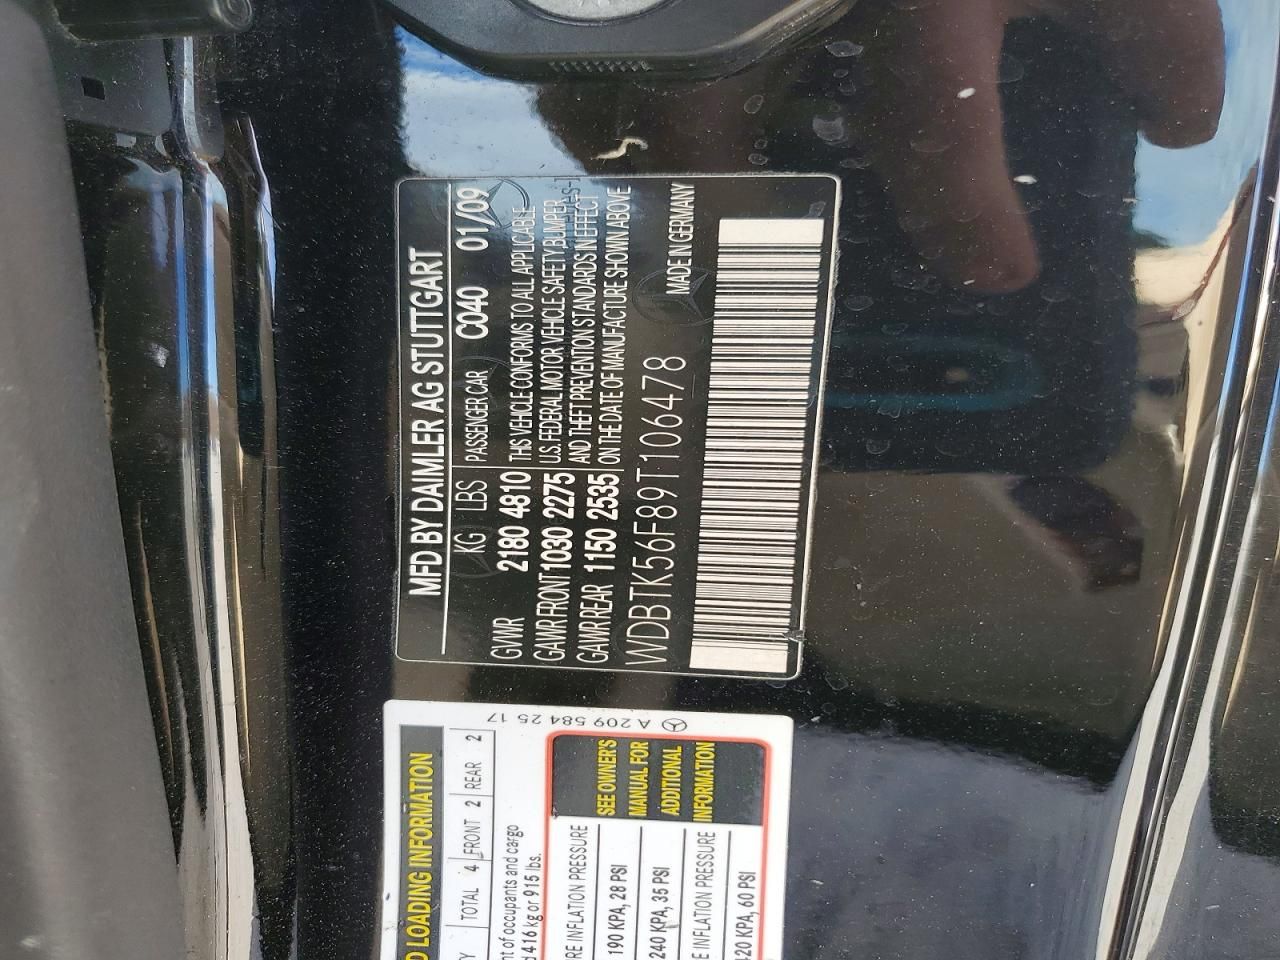 MFD BY DAIMLER AG STUTTGART
KG LBS PASSENGER CAR C040 01/09
GVWR 2180 4810 THIS VEHICLE CONFORMS TO ALL APPLICABLE
GAWR FRONT 1030 2275 U.S. FEDERAL MOTOR VEHICLE SAFETY, BUMPER,
GAWR REAR 1150 2535 AND THEFT PREVENTION STANDARDS IN EFFECT
ON THE DATE OF MANUFACTURE SHOWN ABOVE
WDBTK56F89T106478 MADE IN GERMANY
A 209 584 25 17
LOADING INFORMATION
TOTAL 4 FRONT 2 REAR 2
of occupants and cargo
416 kg or 915 lbs.
INFLATION PRESSURE
190 KPA, 28 PSI
240 KPA, 35 PSI
INFLATION PRESSURE
420 KPA, 60 PSI
SEE OWNER'S
MANUAL FOR
ADDITIONAL
INFORMATION